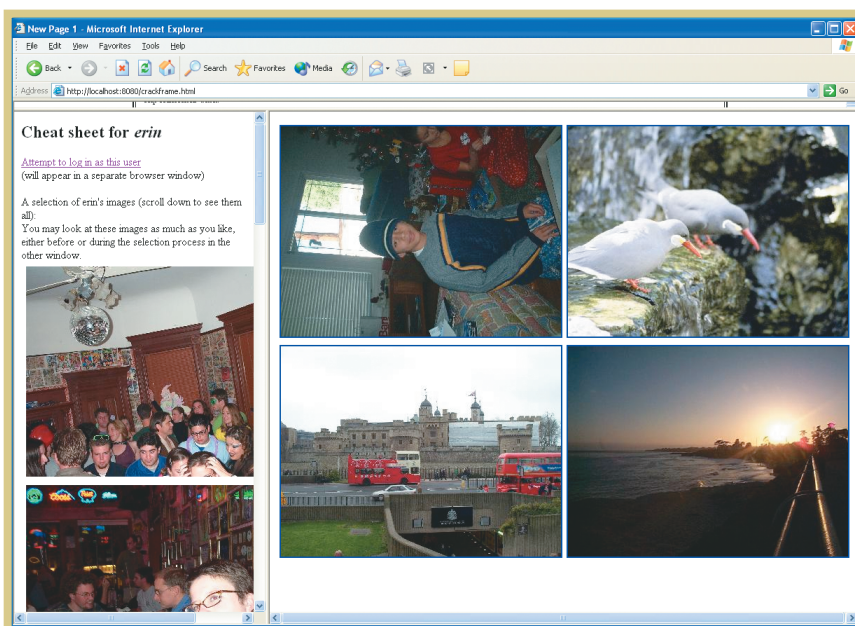 New Page 1 - Microsoft Internet Explorer
File Edit View Favorites Tools Help
Back Search Favorites Media
Address http://localhost:8080/crackframe.html Go
Cheat sheet for erin
Attempt to log in as this user
(will appear in a separate browser window)
A selection of erin's images (scroll down to see them
all):
You may look at these images as much as you like,
either before or during the selection process in the
other window.
Coors